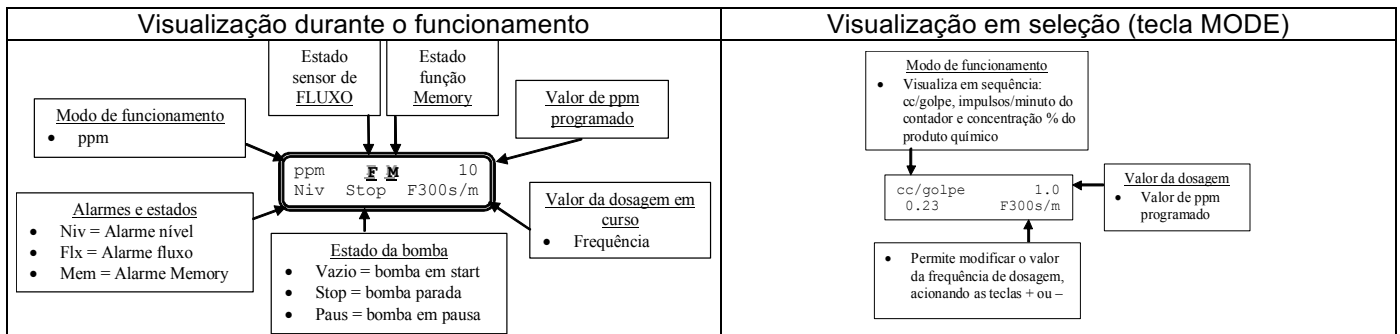 Visualização durante o funcionamento
Estado
sensor de
FLUXO
Estado
função
Memory
Modo de funcionamento
• ppm
Valor de ppm
programado
ppm F M 10
Niv Stop F300s/m
Alarmes e estados
• Niv = Alarme nível
• Flx = Alarme fluxo
• Mem = Alarme Memory
Estado da bomba
• Vazio = bomba em start
• Stop = bomba parada
• Paus = bomba em pausa
Valor da dosagem em
curso
• Frequência
Visualização em seleção (tecla MODE)
Modo de funcionamento
• Visualiza em sequência:
cc/golpe, impulsos/minuto do
contador e concentração % do
produto químico
cc/golpe 1.0
0.23 F300s/m
Valor da dosagem
• Valor de ppm
programado
• Permite modificar o valor
da frequência de dosagem,
acionando as teclas + ou –